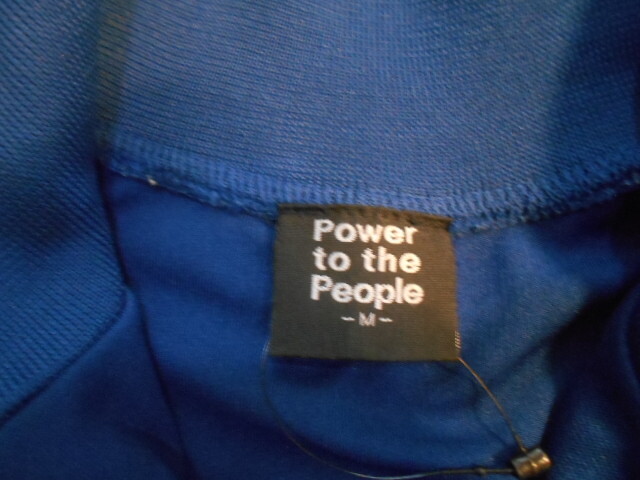 Power
to the
People
-M-